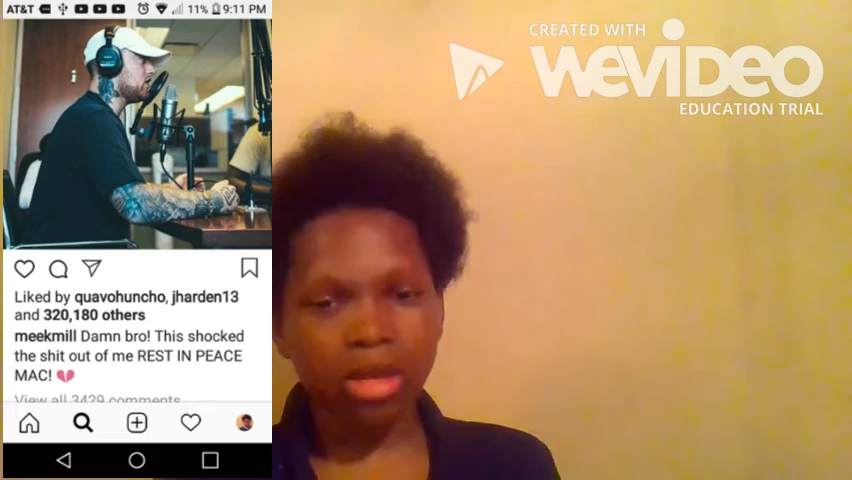 AT&T 11% 9:11 PM
CREATED WITH
WEVIDEO
EDUCATION TRIAL
Liked by quavohuncho, jharden13
and 320,180 others
meekmill Damn bro! This shocked
the shit out of me REST IN PEACE
MAC! 💔
View all 3429 comments